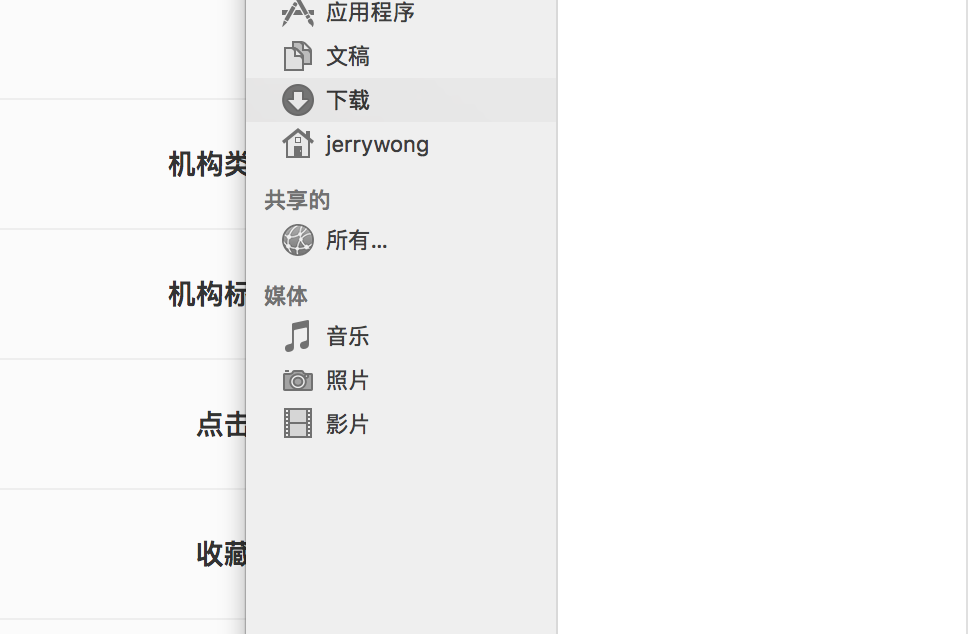 应用程序
文稿
下载
jerrywong
共享的
所有...
媒体
音乐
照片
影片
机构类
机构标
点击
收藏